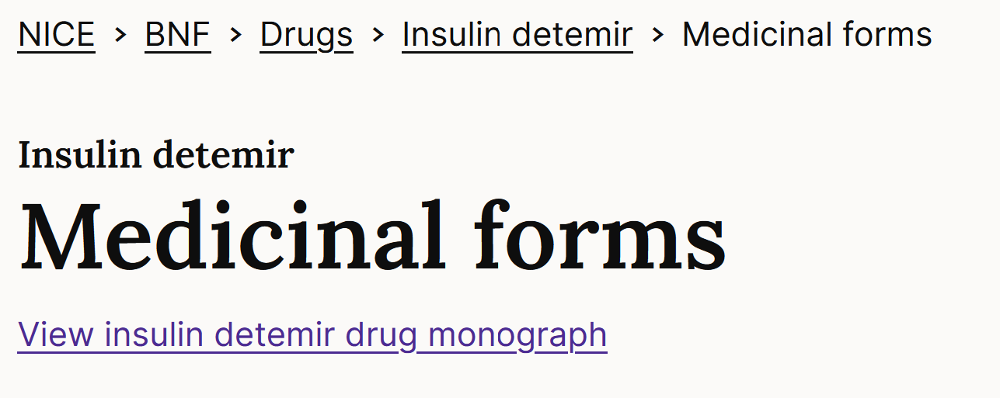 NICE > BNF > Drugs > Insulin detemir > Medicinal forms
Insulin detemir
Medicinal forms
View insulin detemir drug monograph